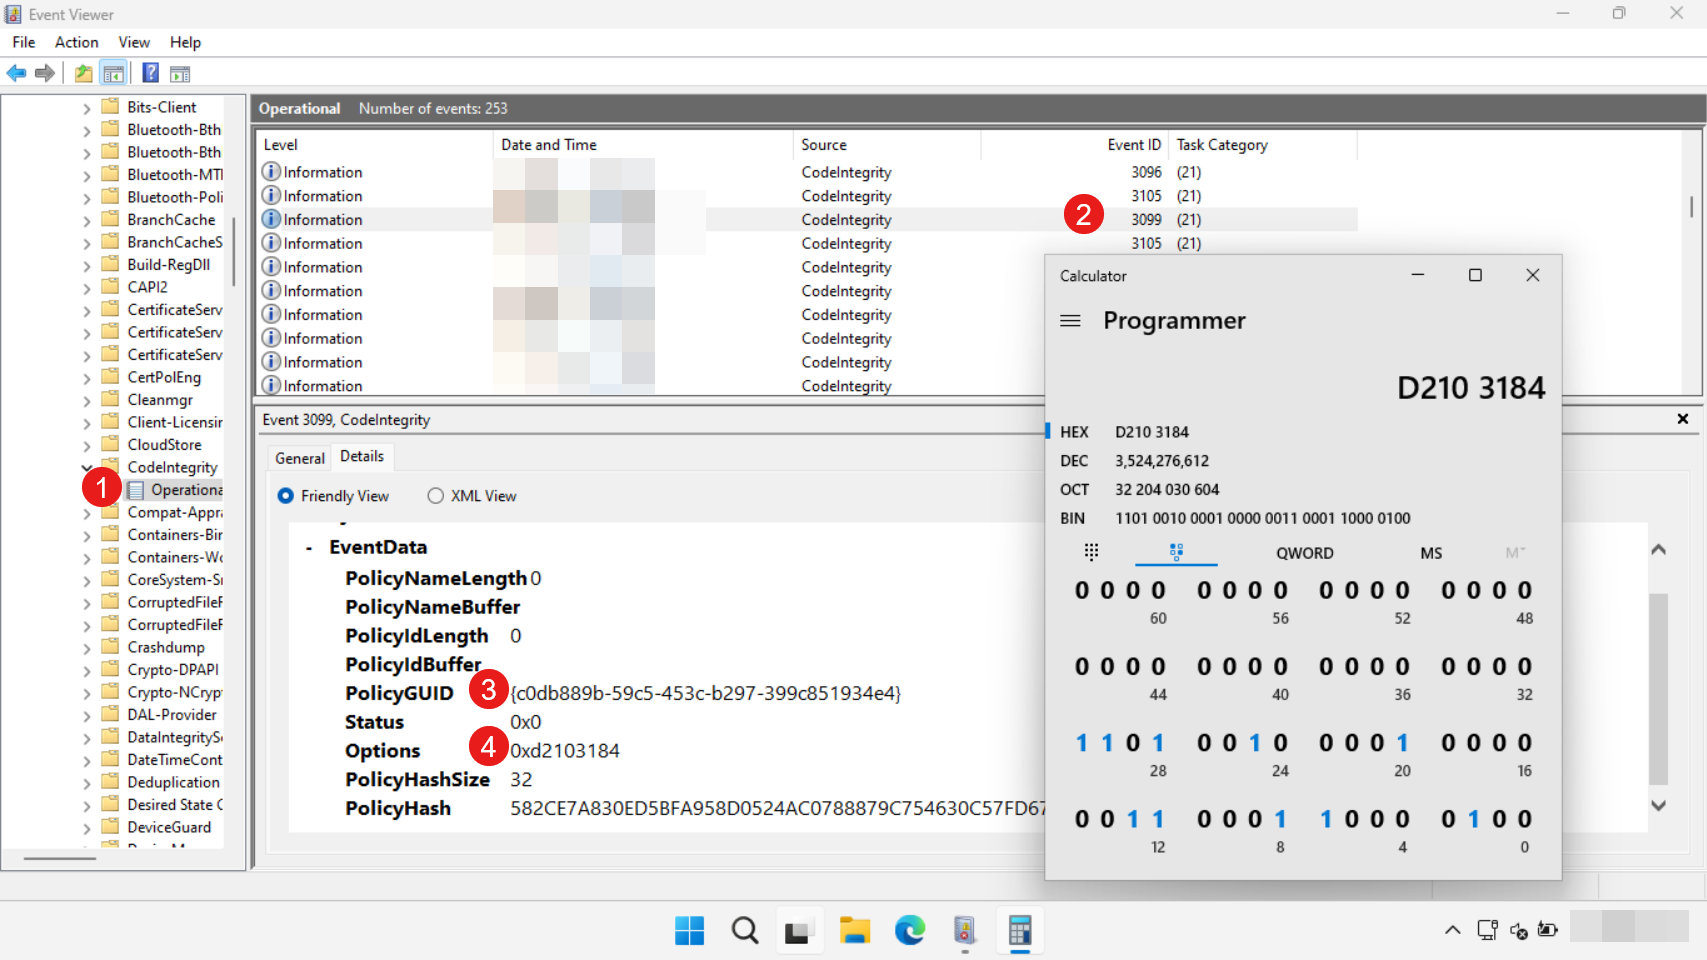 Event Viewer
File Action View Help
Bits-Client
Bluetooth-Bth
Bluetooth-Bth
Bluetooth-MTI
Bluetooth-Poli
BranchCache
BranchCacheS
Build-RegDll
CAPI2
CertificateServ
CertificateServ
CertificateServ
CertPolEng
Cleanmgr
Client-Licensir
CloudStore
CodeIntegrity
1
Operationa
Compat-Appra
Containers-Bir
Containers-Wc
CoreSystem-Sr
CorruptedFileF
CorruptedFileF
Crashdump
Crypto-DPAPI
Crypto-NCryp
DAL-Provider
DataIntegritySe
DateTimeCont
Deduplication
Desired State C
DeviceGuard
Operational Number of events: 253
Level Date and Time Source Event ID Task Category
Information CodeIntegrity 3096 (21)
Information CodeIntegrity 3105 (21)
Information CodeIntegrity 2 3099 (21)
Information CodeIntegrity 3105 (21)
Information CodeIntegrity
Information CodeIntegrity
Information CodeIntegrity
Information CodeIntegrity
Information CodeIntegrity
Information CodeIntegrity
Event 3099, CodeIntegrity
General Details
Friendly View XML View
- EventData
PolicyNameLength 0
PolicyNameBuffer
PolicyIdLength 0
PolicyIdBuffer
PolicyGUID 3 {c0db889b-59c5-453c-b297-399c851934e4}
Status 0x0
Options 4 0xd2103184
PolicyHashSize 32
PolicyHash 582CE7A830ED5BFA958D0524AC0788879C754630C57FD67
Calculator
Programmer
D210 3184
HEX D210 3184
DEC 3,524,276,612
OCT 32 204 030 604
BIN 1101 0010 0001 0000 0011 0001 1000 0100
QWORD MS M
0 0 0 0 0 0 0 0 0 0 0 0 0 0 0 0
60 56 52 48
0 0 0 0 0 0 0 0 0 0 0 0 0 0 0 0
44 40 36 32
1 1 0 1 0 0 1 0 0 0 0 1 0 0 0 0
28 24 20 16
0 0 1 1 0 0 0 1 1 0 0 0 0 1 0 0
12 8 4 0